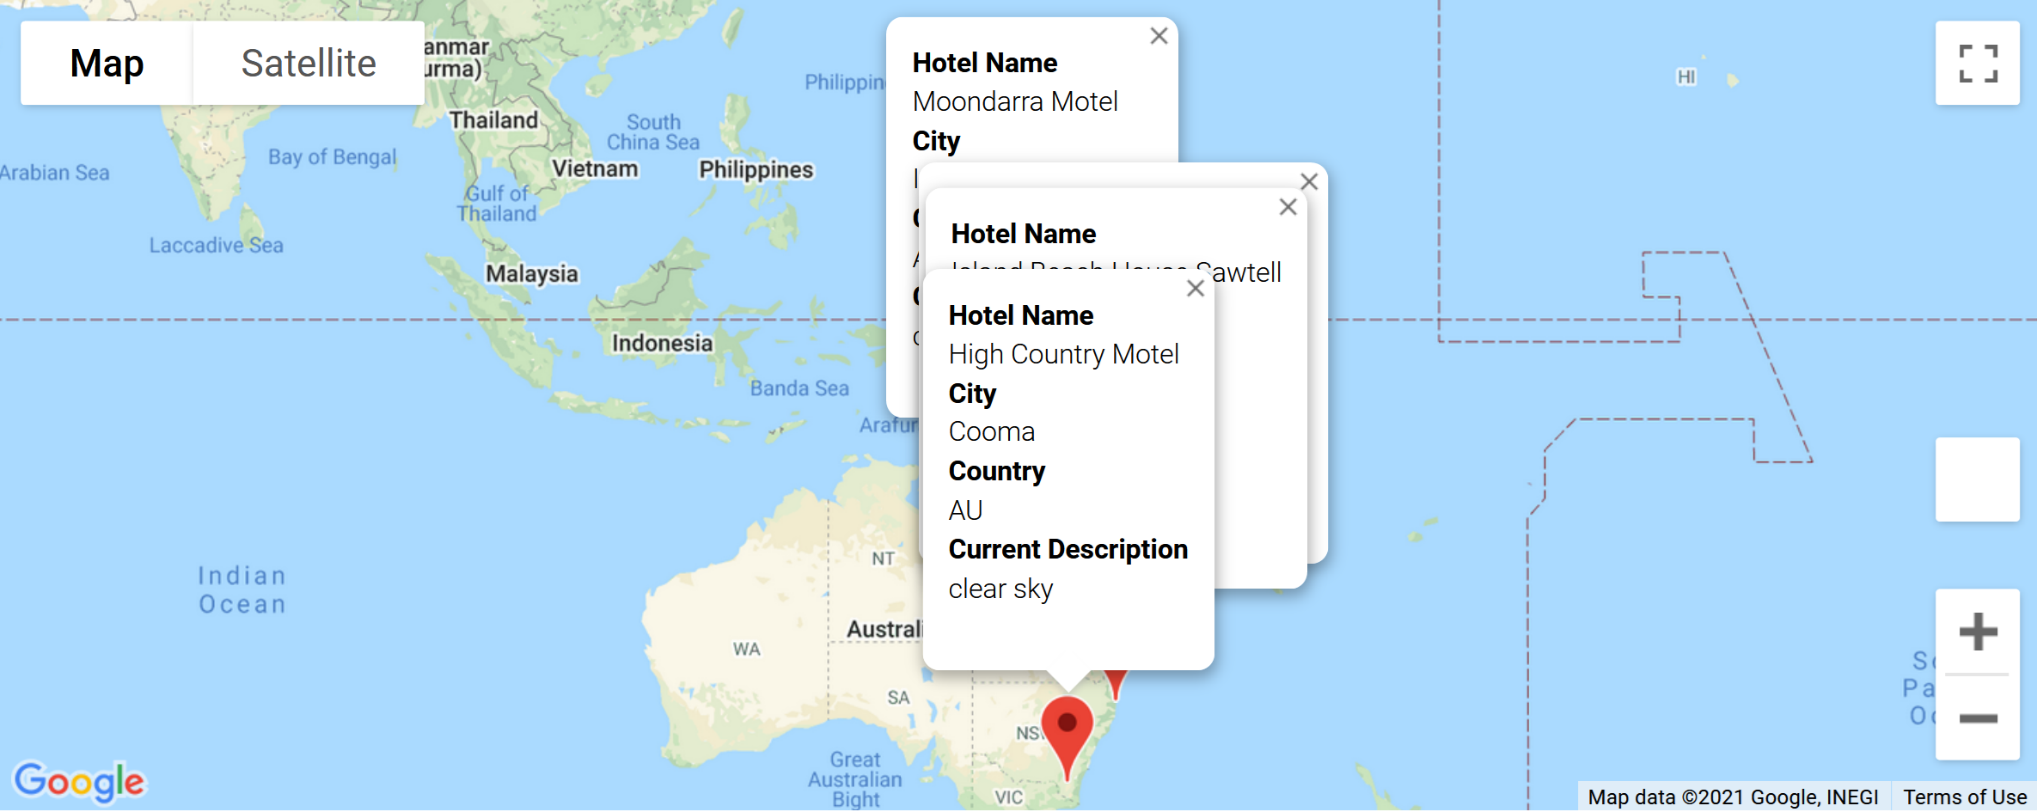 Map
Satellite
anmar
urma)
Thailand
Vietnam
Philippines
Malaysia
Indonesia
Arabian Sea
Bay of Bengal
South
China Sea
Gulf of
Thailand
Laccadive Sea
Philippin
Banda Sea
Arafur
Indian
Ocean
HI
Hotel Name
Moondarra Motel
City
Hotel Name
Island Beach House Sawtell
Hotel Name
High Country Motel
City
Cooma
Country
AU
Current Description
clear sky
NT
Australi
WA
SA
NS
VIC
Great
Australian
Bight
Pa
Google
Map data ©2021 Google, INEGI
Terms of Use